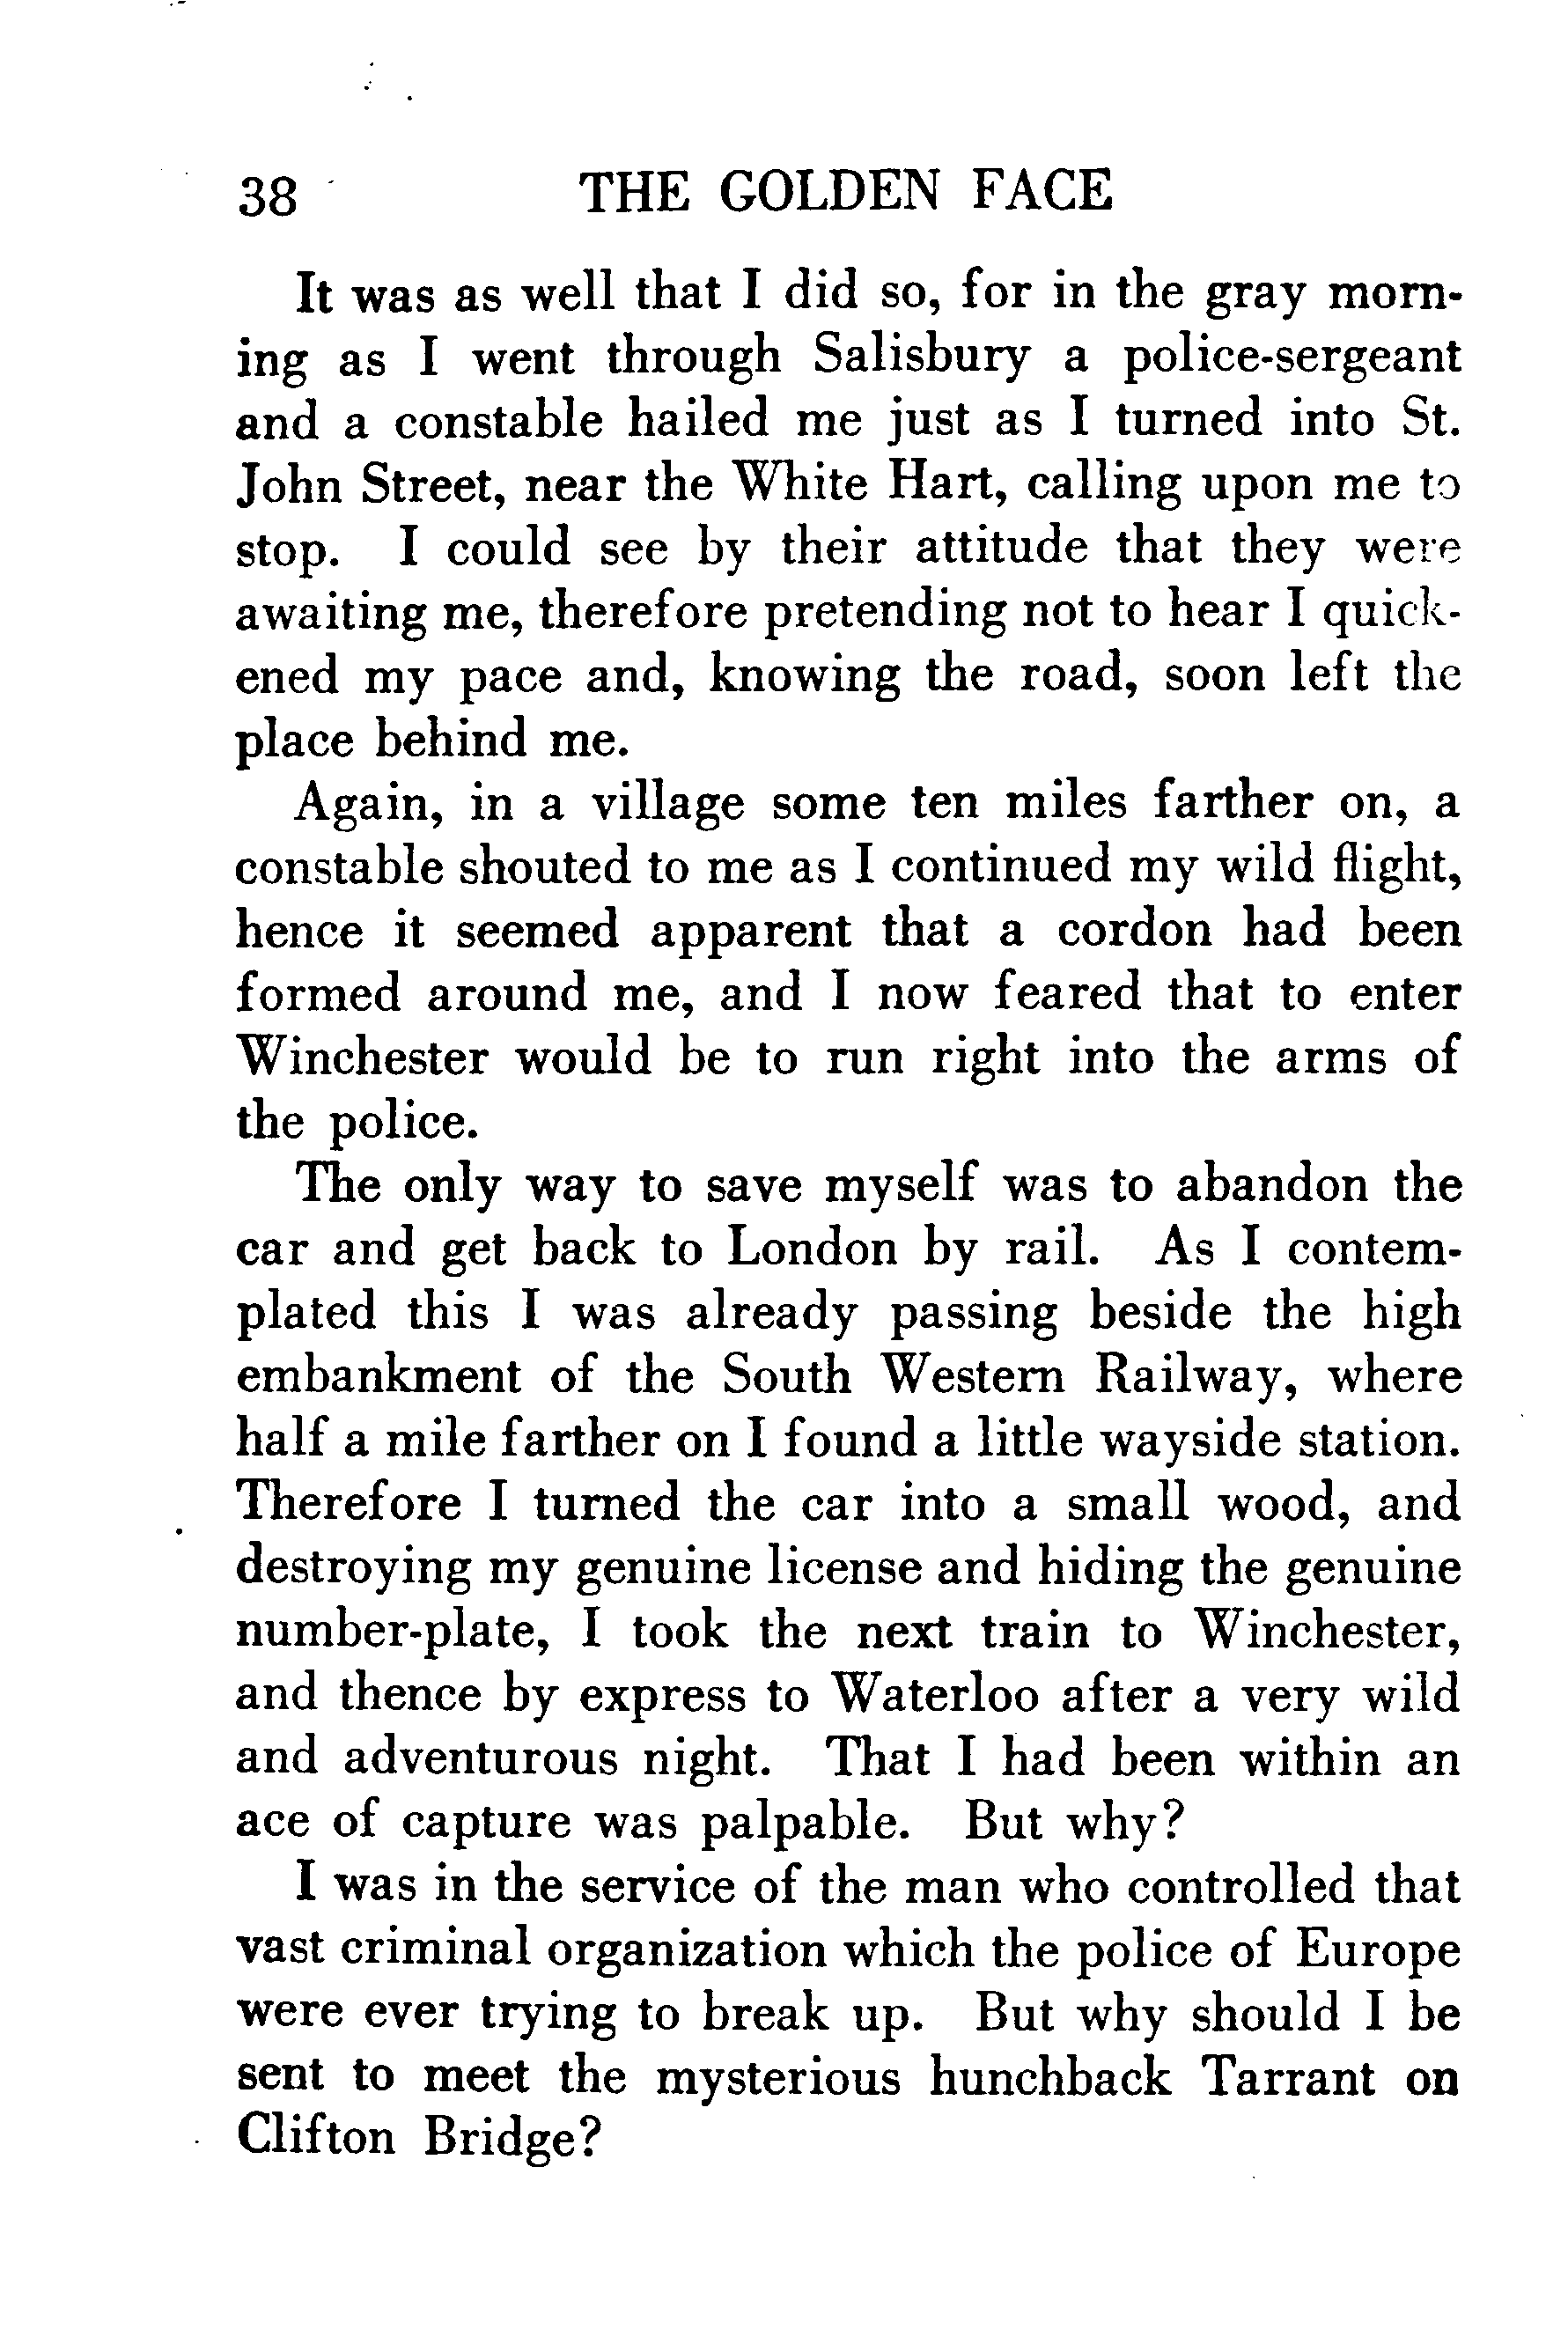 38 THE GOLDEN FACE
It was as well that I did so, for in the gray morn-
ing as I went through Salisbury a police-sergeant
and a constable hailed me just as I turned into St.
John Street, near the White Hart, calling upon me to
stop. I could see by their attitude that they were
awaiting me, therefore pretending not to hear I quick-
ened my pace and, knowing the road, soon left the
place behind me.
Again, in a village some ten miles farther on, a
constable shouted to me as I continued my wild flight,
hence it seemed apparent that a cordon had been
formed around me, and I now feared that to enter
Winchester would be to run right into the arms of
the police.
The only way to save myself was to abandon the
car and get back to London by rail. As I contem-
plated this I was already passing beside the high
embankment of the South Western Railway, where
half a mile farther on I found a little wayside station.
Therefore I turned the car into a small wood, and
destroying my genuine license and hiding the genuine
number-plate, I took the next train to Winchester,
and thence by express to Waterloo after a very wild
and adventurous night. That I had been within an
ace of capture was palpable. But why?
I was in the service of the man who controlled that
vast criminal organization which the police of Europe
were ever trying to break up. But why should I be
sent to meet the mysterious hunchback Tarrant on
Clifton Bridge?